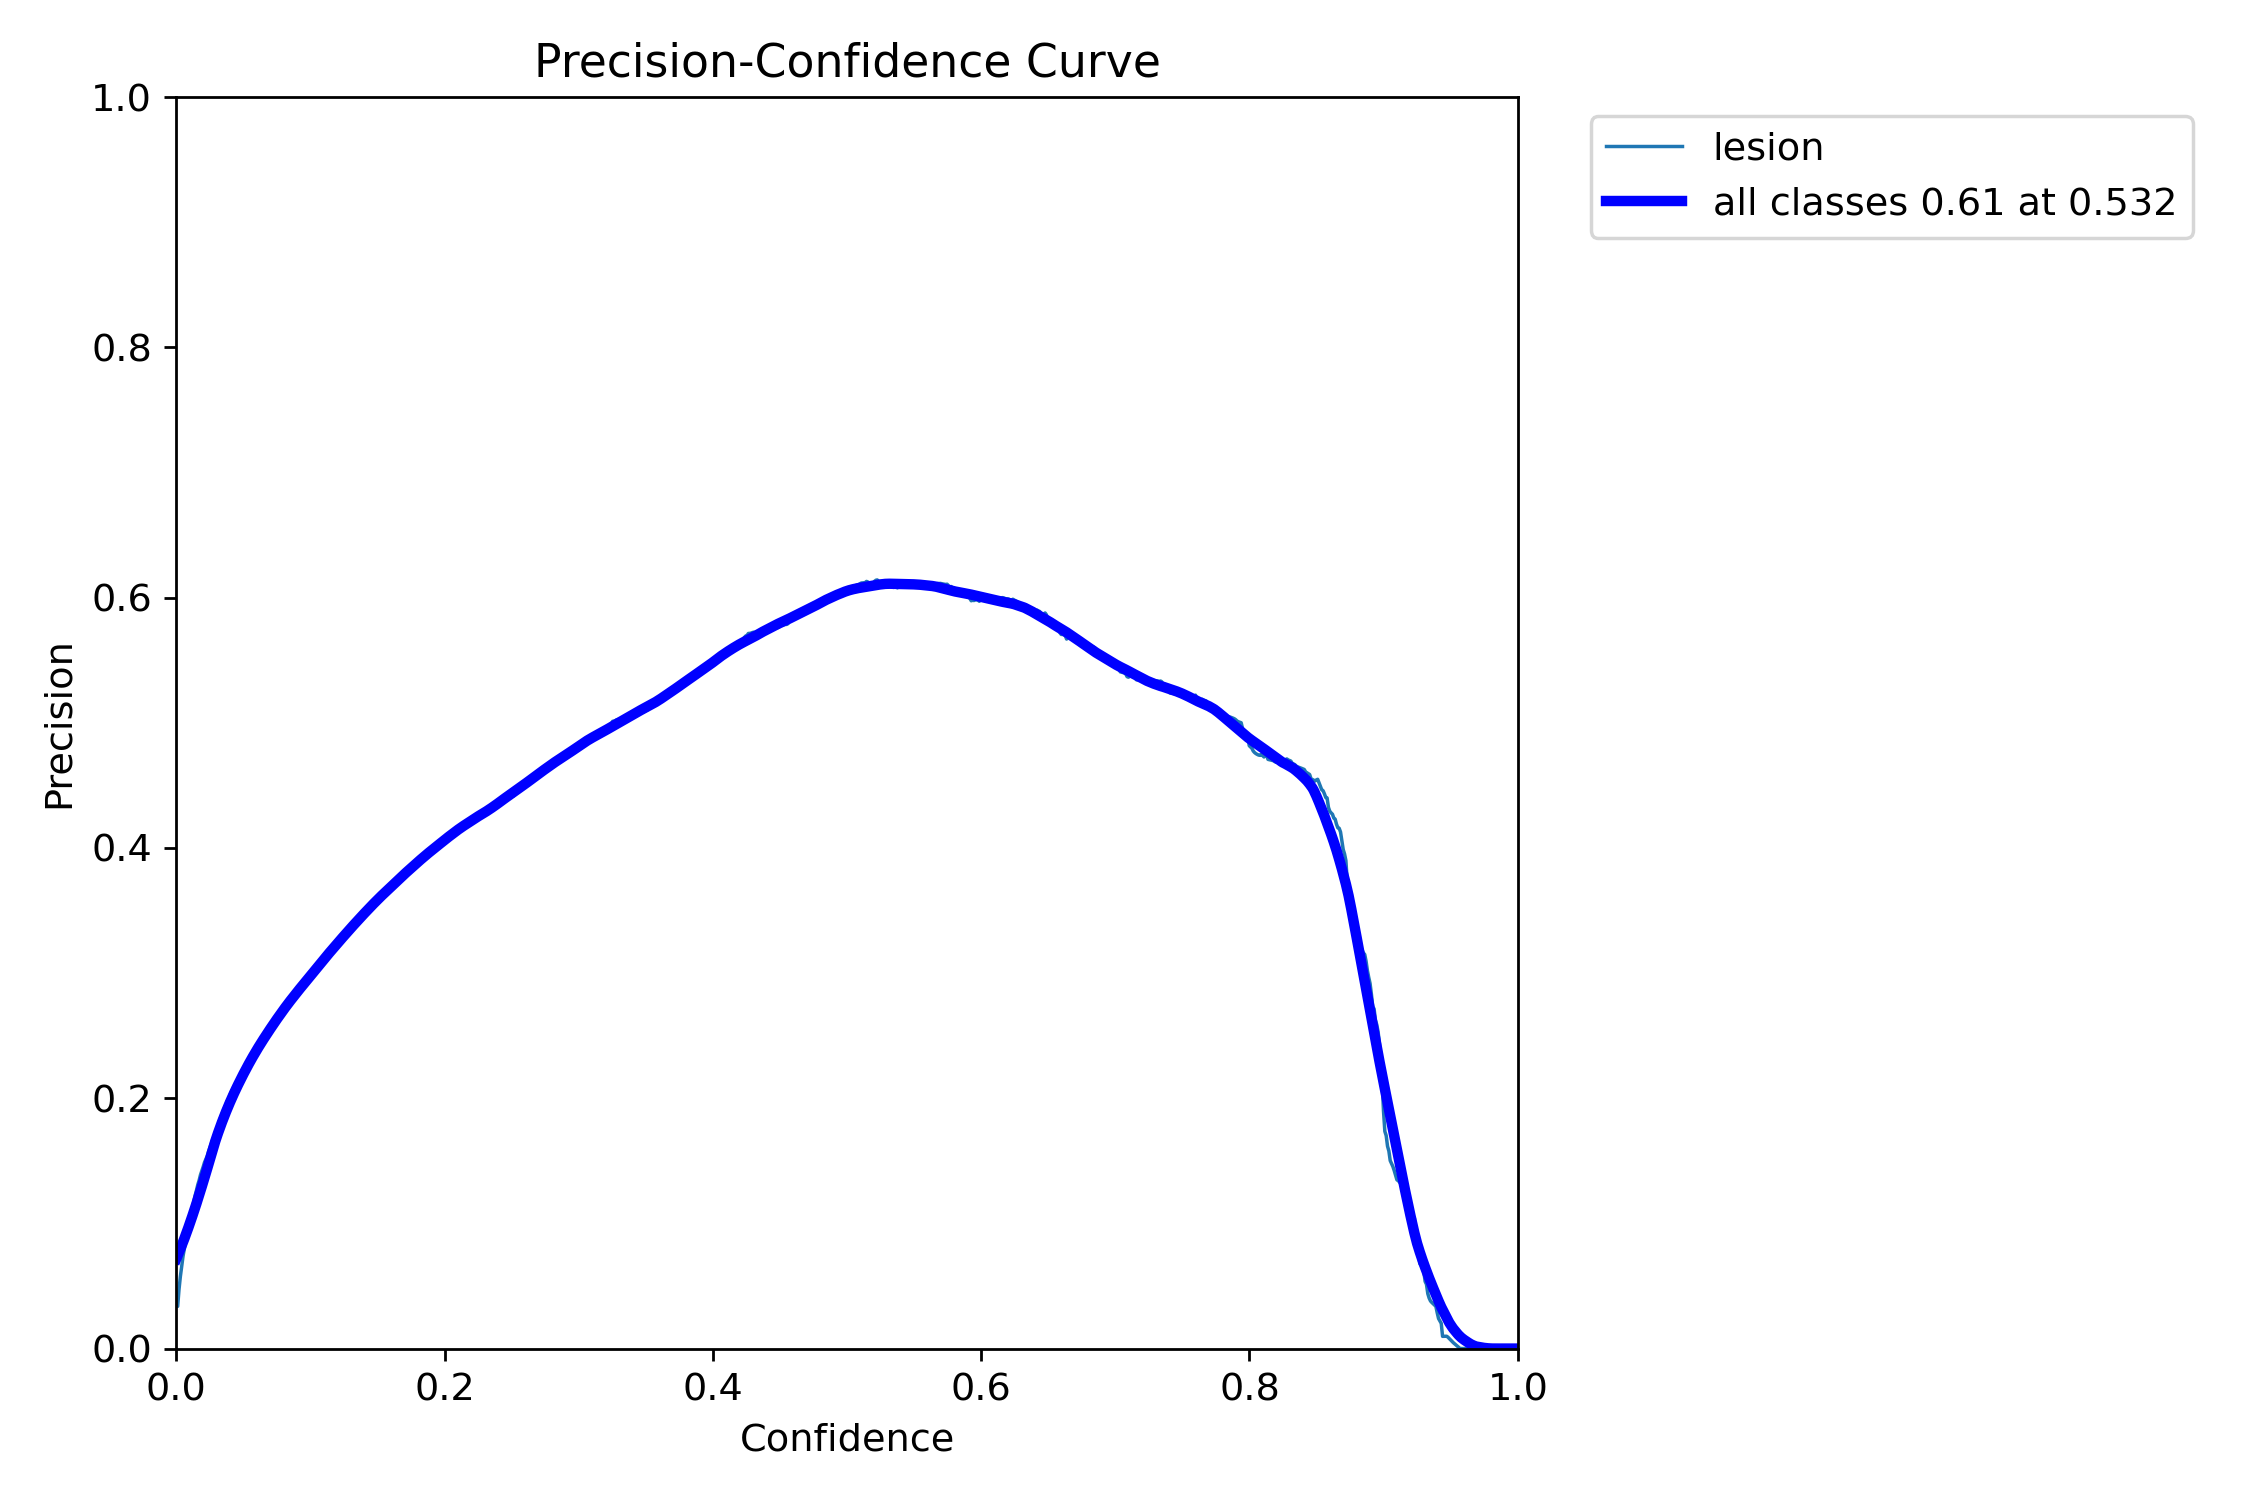 Precision-Confidence Curve
lesion
all classes 0.61 at 0.532
1.0
0.8
0.6
0.4
0.2
0.0
Precision
0.0 0.2 0.4 0.6 0.8 1.0
Confidence